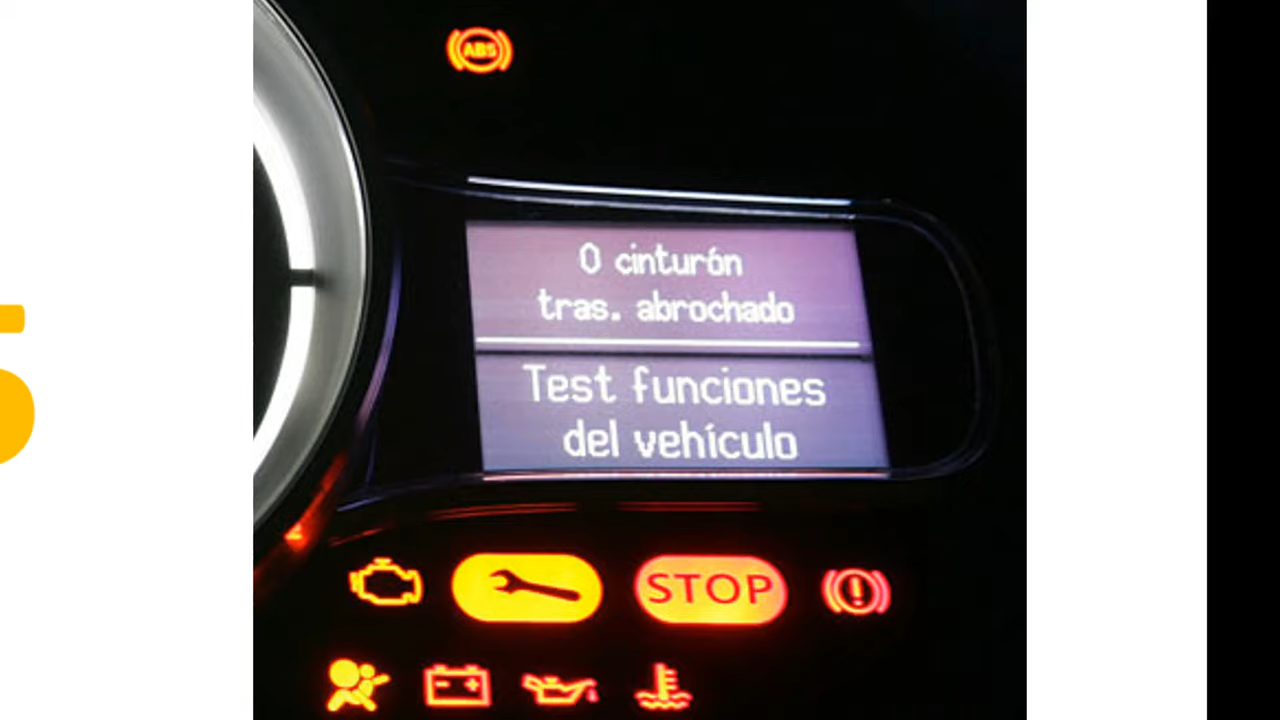 ABS
0 cinturón
tras. abrochado
Test funciones
del vehículo
STOP